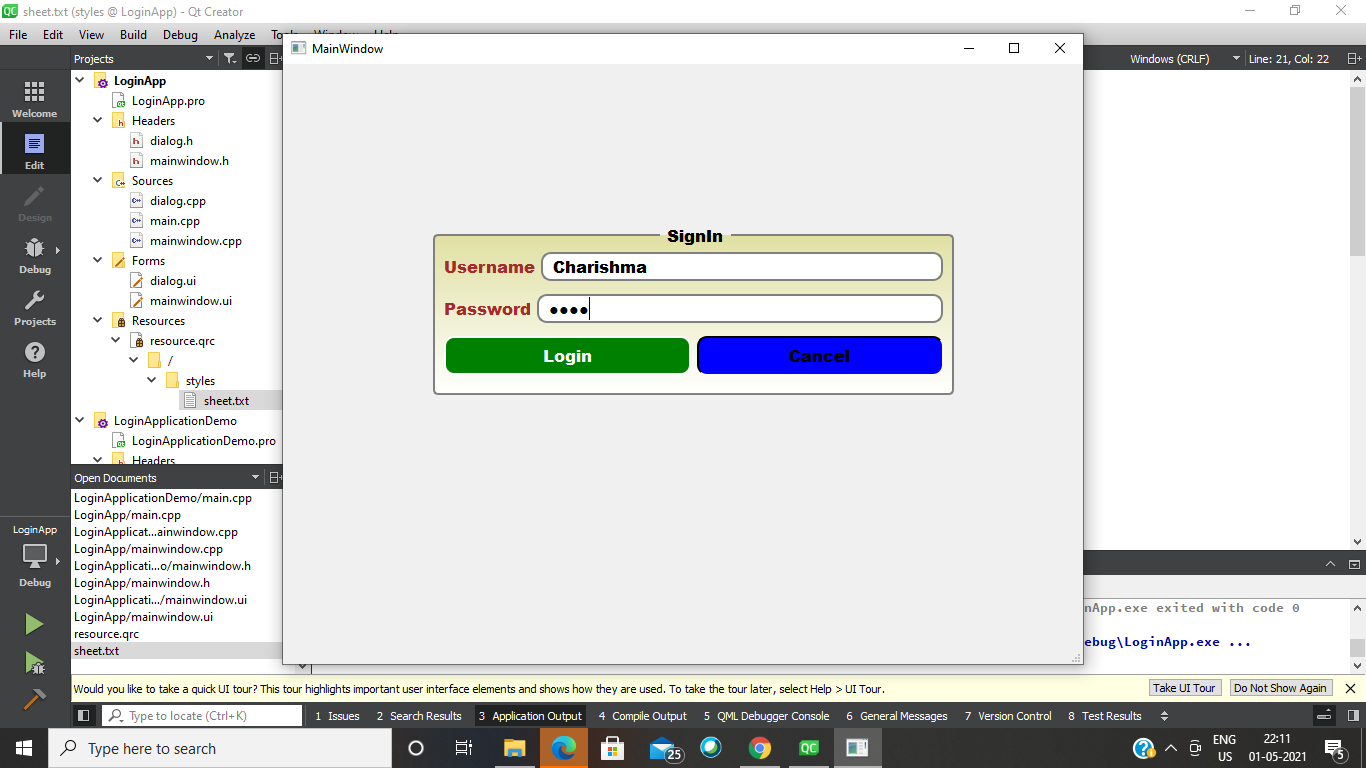 sheet.txt (styles @ LoginApp) - Qt Creator
File Edit View Build Debug Analyze
Projects
Windows (CRLF) Line: 21, Col: 22
MainWindow
Welcome
Edit
Design
Debug
Projects
Help
LoginApp
LoginApp.pro
Headers
dialog.h
mainwindow.h
Sources
dialog.cpp
main.cpp
mainwindow.cpp
Forms
dialog.ui
mainwindow.ui
Resources
resource.qrc
/
styles
sheet.txt
LoginApplicationDemo
LoginApplicationDemo.pro
Headers
SignIn
Username Charishma
Password ●●●●
Login Cancel
Open Documents
LoginApplicationDemo/main.cpp
LoginApp/main.cpp
LoginApplicat...ainwindow.cpp
LoginApp/mainwindow.cpp
LoginApplicati...o/mainwindow.h
LoginApp/mainwindow.h
LoginApplicati.../mainwindow.ui
LoginApp/mainwindow.ui
resource.qrc
sheet.txt
LoginApp
Debug
nApp.exe exited with code 0
ebug\LoginApp.exe ...
Would you like to take a quick UI tour? This tour highlights important user interface elements and shows how they are used. To take the tour later, select Help > UI Tour. Take UI Tour Do Not Show Again
Type to locate (Ctrl+K) 1 Issues 2 Search Results 3 Application Output 4 Compile Output 5 QML Debugger Console 6 General Messages 7 Version Control 8 Test Results
Type here to search
25
QC
ENG
US
22:11
01-05-2021
5